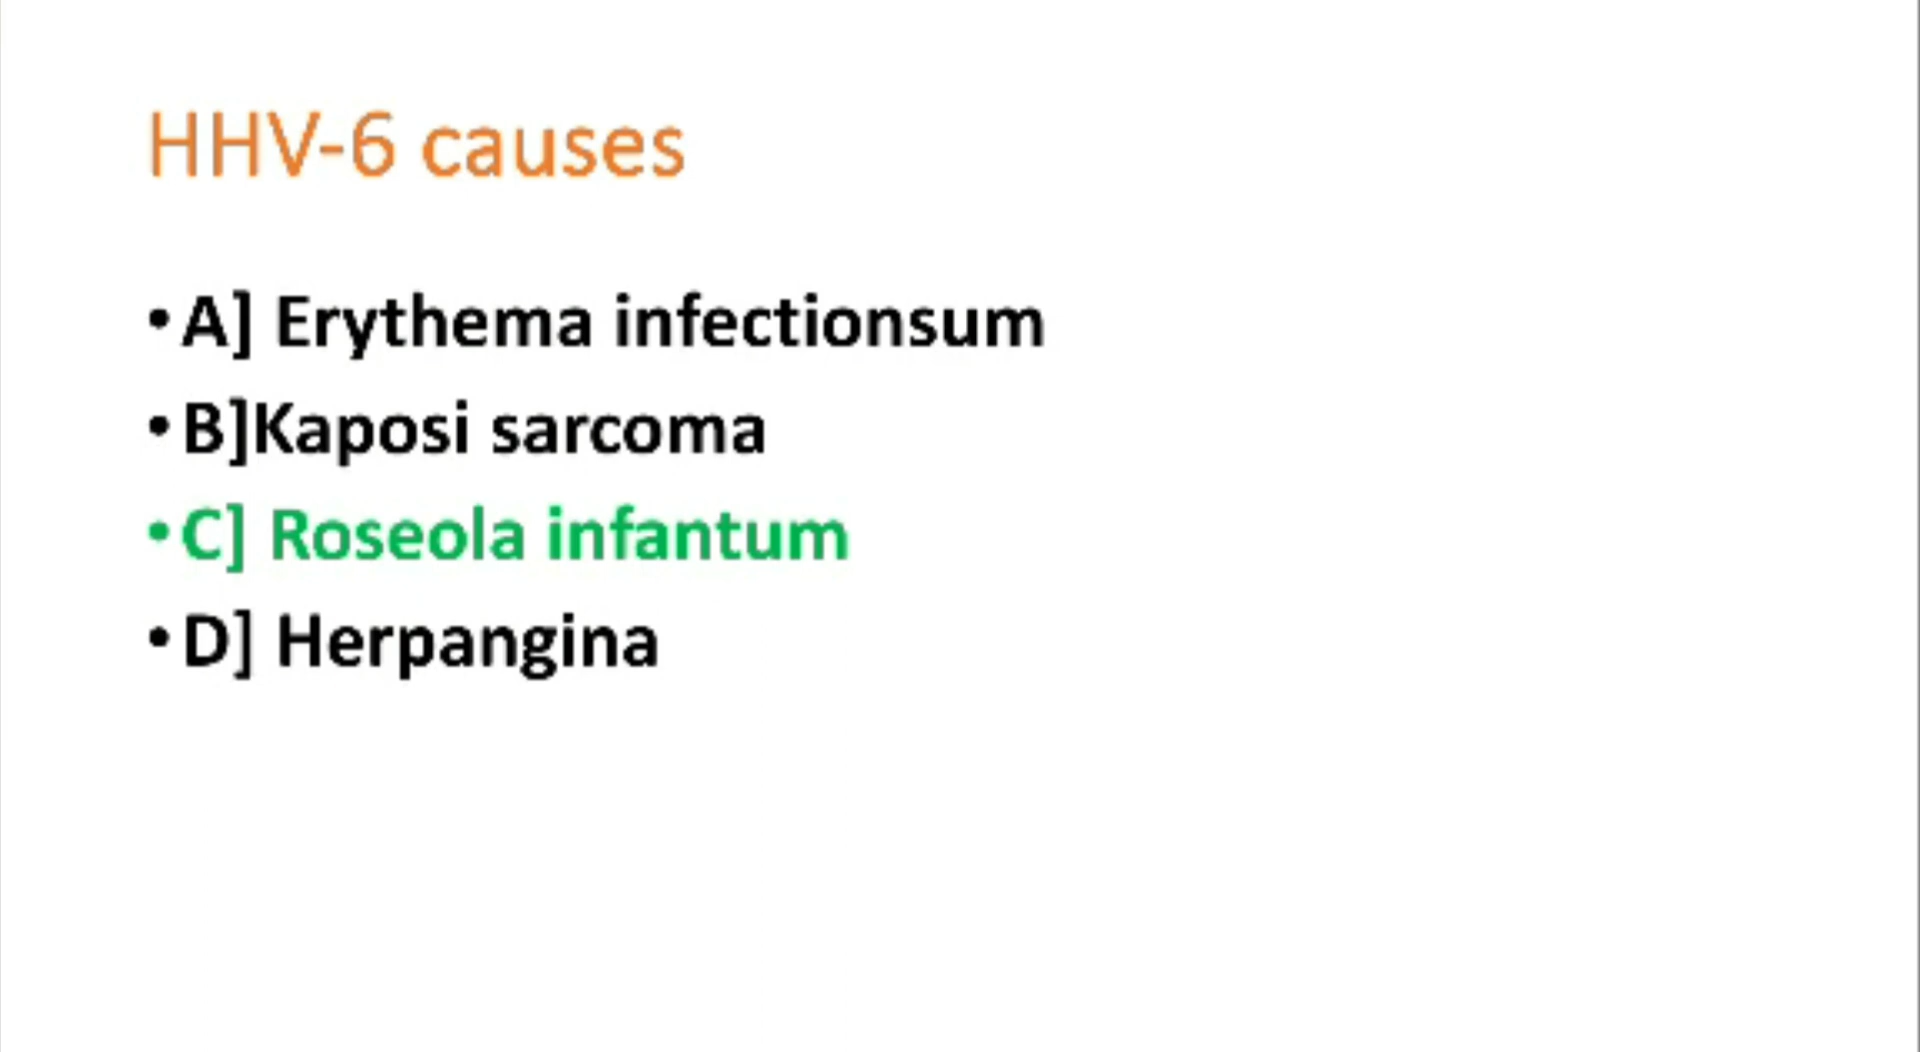 HHV-6 causes
• A] Erythema infectionsum
• B]Kaposi sarcoma
• C] Roseola infantum
• D] Herpangina